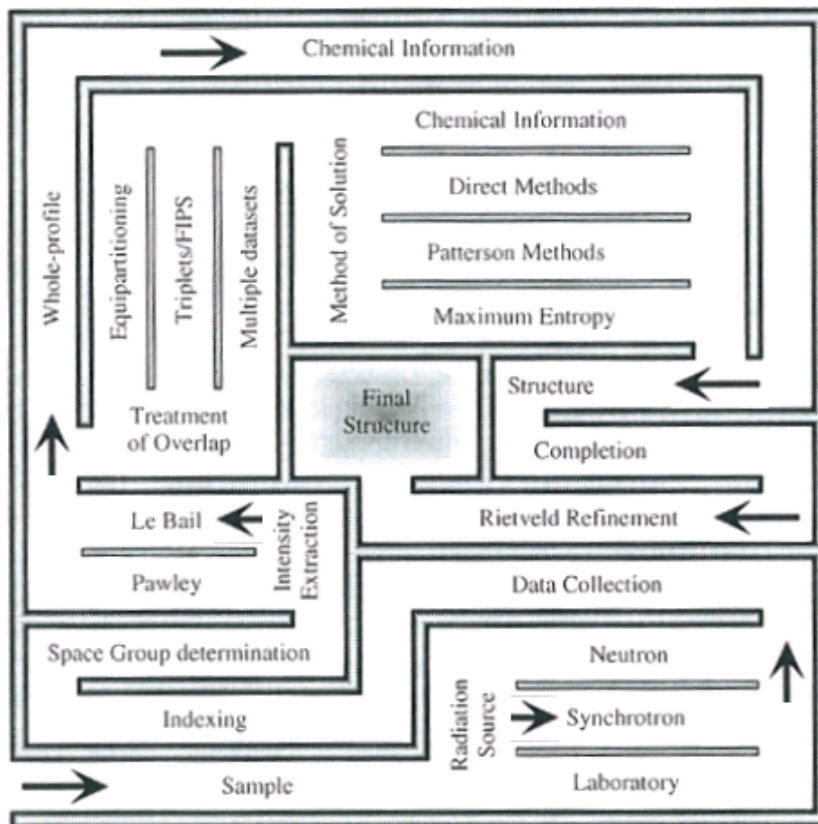 Chemical Information
Whole-profile
Equipartitioning
Triplets/FIPS
Multiple datasets
Method of Solution
Chemical Information
Direct Methods
Patterson Methods
Maximum Entropy
Final
Structure
Structure
Completion
Treatment
of Overlap
Le Bail
Pawley
Intensity
Extraction
Rietveld Refinement
Data Collection
Space Group determination
Indexing
Neutron
Radiation
Source
Synchrotron
Laboratory
Sample